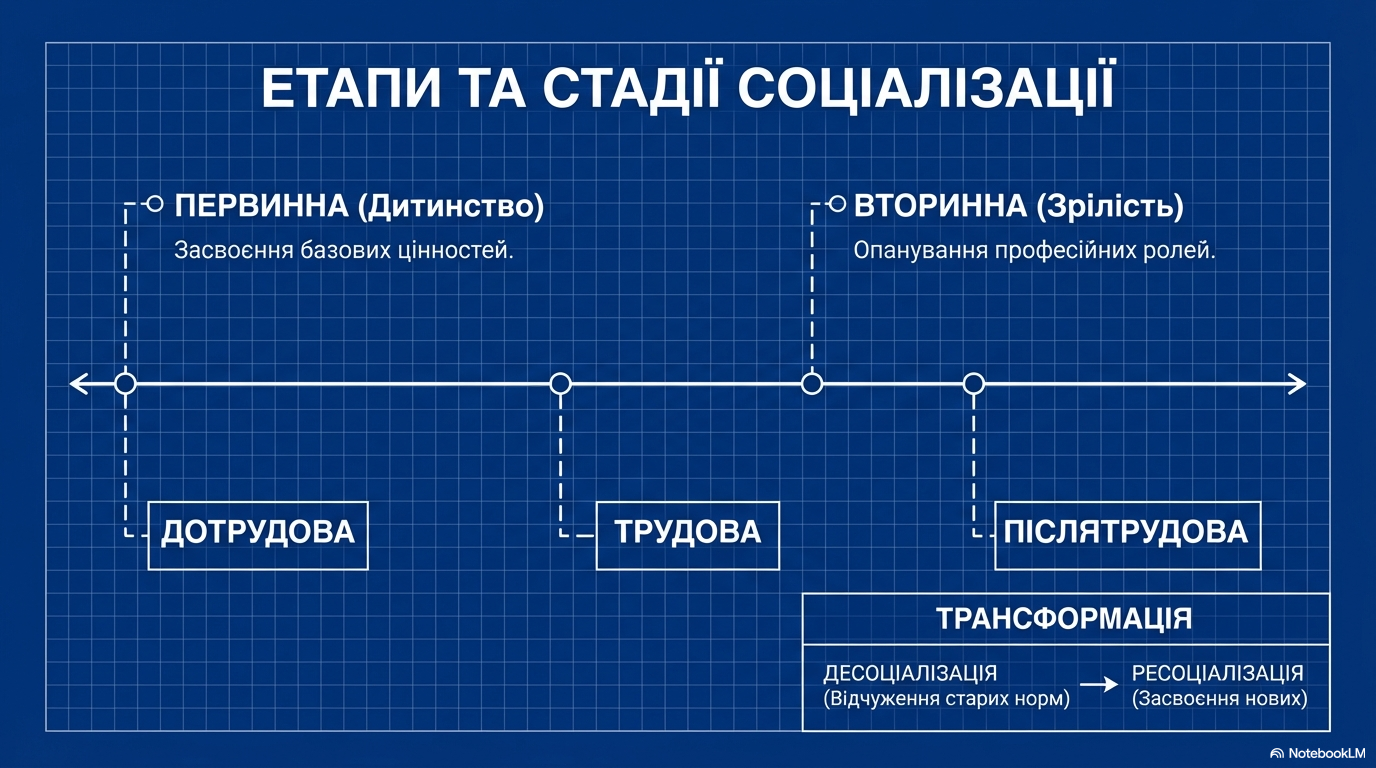 ЕТАПИ ТА СТАДІЇ СОЦІАЛІЗАЦІЇ
ПЕРВИННА (Дитинство)
Засвоєння базових цінностей.
ВТОРИННА (Зрілість)
Опанування професійних ролей.
ДОТРУДОВА
ТРУДОВА
ПІСЛЯТРУДОВА
ТРАНСФОРМАЦІЯ
ДЕСОЦІАЛІЗАЦІЯ
(Відчуження старих норм)
РЕСОЦІАЛІЗАЦІЯ
(Засвоєння нових)
NotebookLM